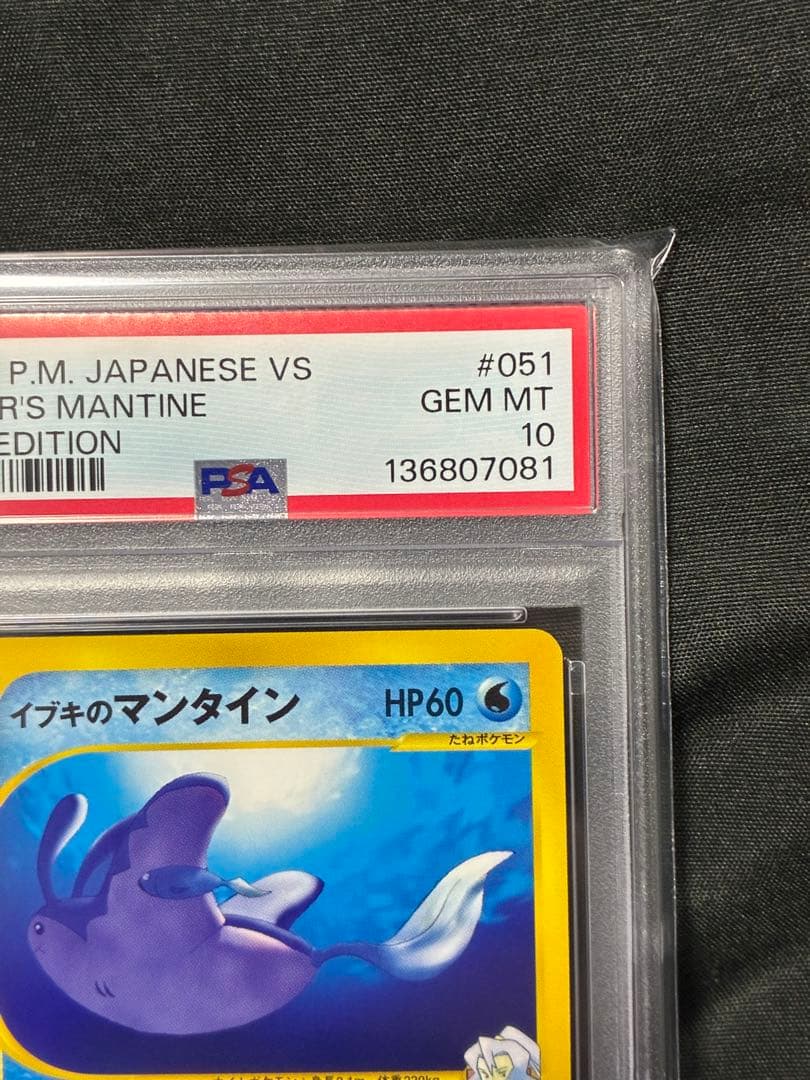 P.M. JAPANESE VS #051
R'S MANTINE GEM MT
EDITION 10
PSA 136807081
イブキのマンタイン HP60
たねポケモン